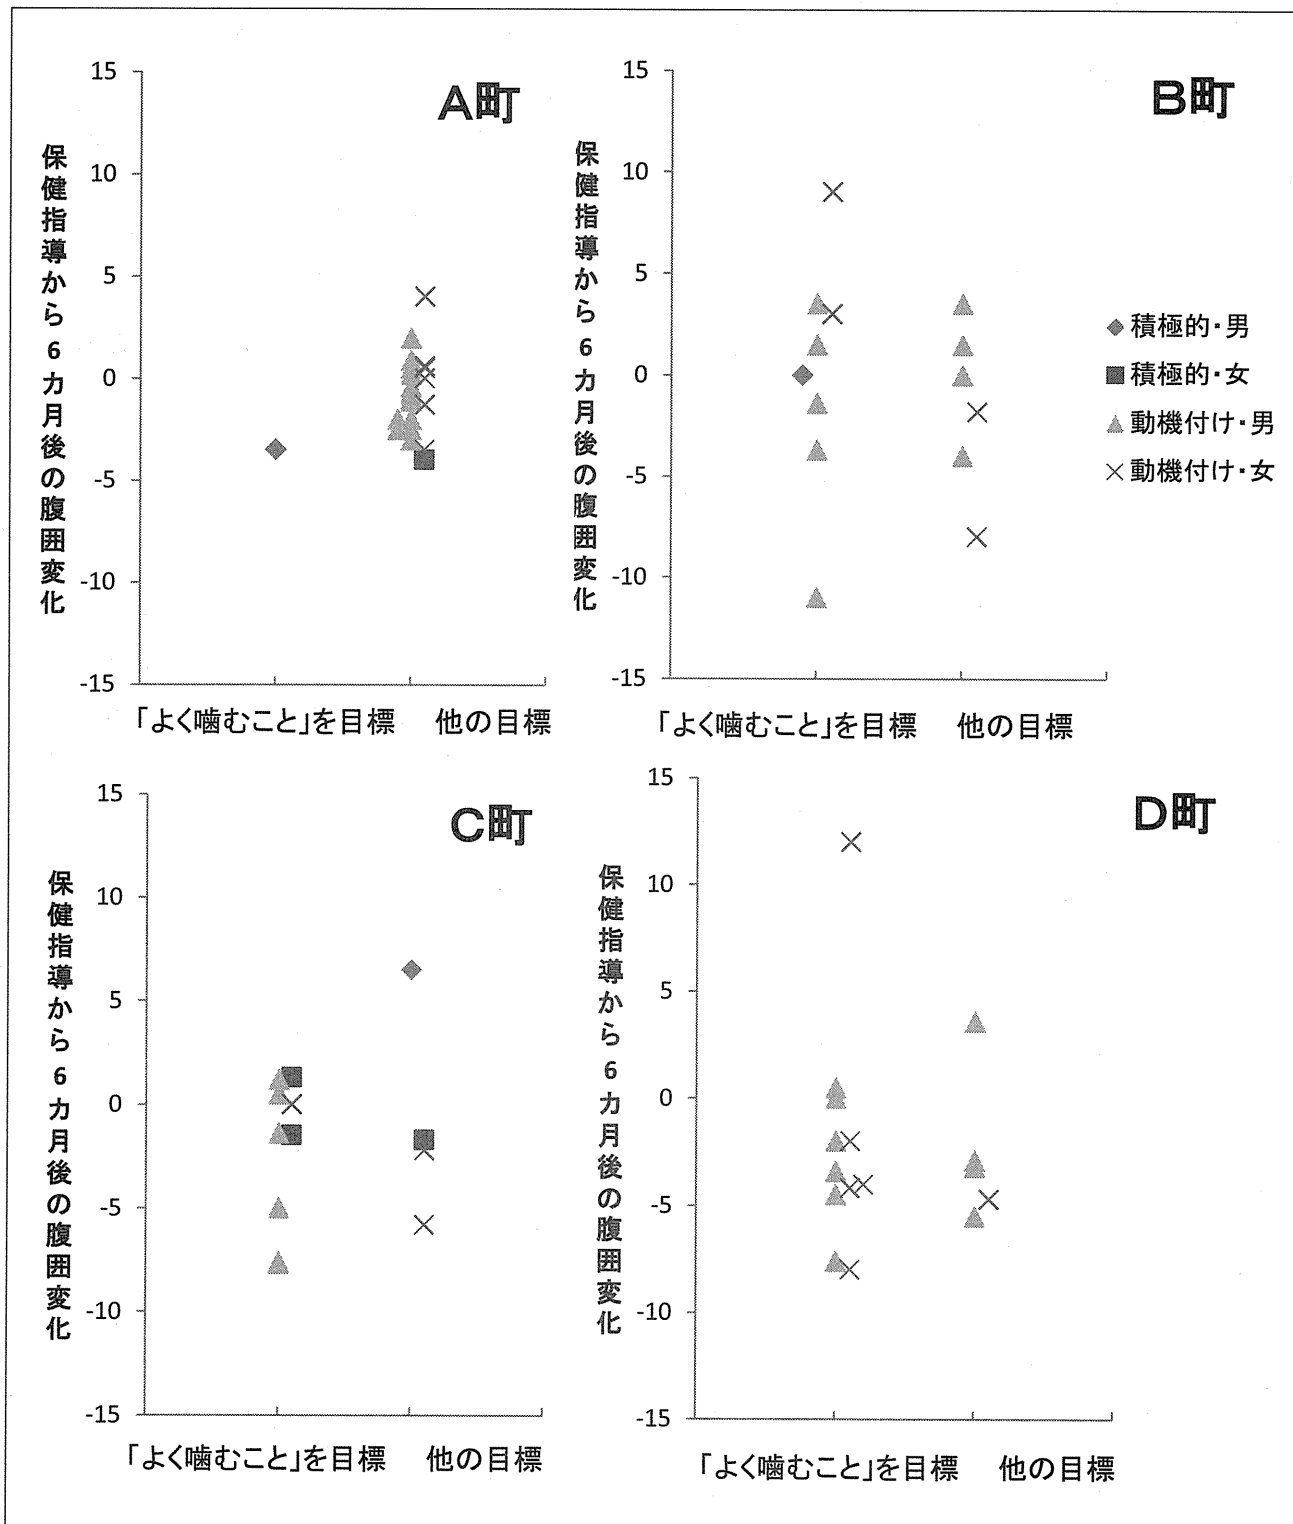 A町
保健指導から6カ月後の腹囲変化
15
10
5
0
-5
-10
-15
「よく噛むこと」を目標 他の目標
B町
保健指導から6カ月後の腹囲変化
15
10
5
0
-5
-10
-15
「よく噛むこと」を目標 他の目標
積極的・男
積極的・女
動機付け・男
動機付け・女
C町
保健指導から6カ月後の腹囲変化
15
10
5
0
-5
-10
-15
「よく噛むこと」を目標 他の目標
D町
保健指導から6カ月後の腹囲変化
15
10
5
0
-5
-10
-15
「よく噛むこと」を目標 他の目標